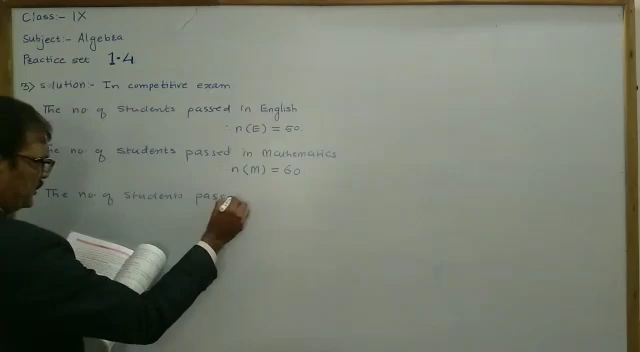 Class:- IX
Subject:- Algebra
Practice set 1.4
3) solution:- In competitive exam
The no of students passed in English
n(E) = 50
he no of students passed in Mathematics
n(M) = 60
The no of students pass